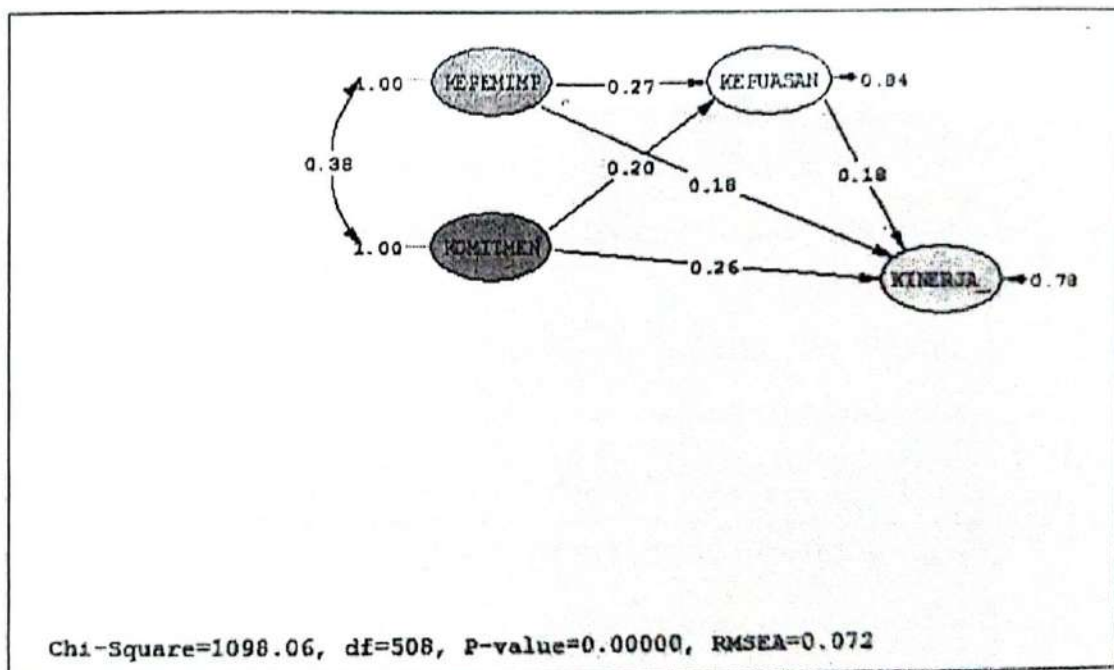 1.00 KEPEMIMP 0.27 KEPUASAN 0.84
0.38 0.20 0.18 0.18
1.00 KOMITMEN 0.26 KINERJA_ 0.78
Chi-Square=1098.06, df=508, P-value=0.00000, RMSEA=0.072